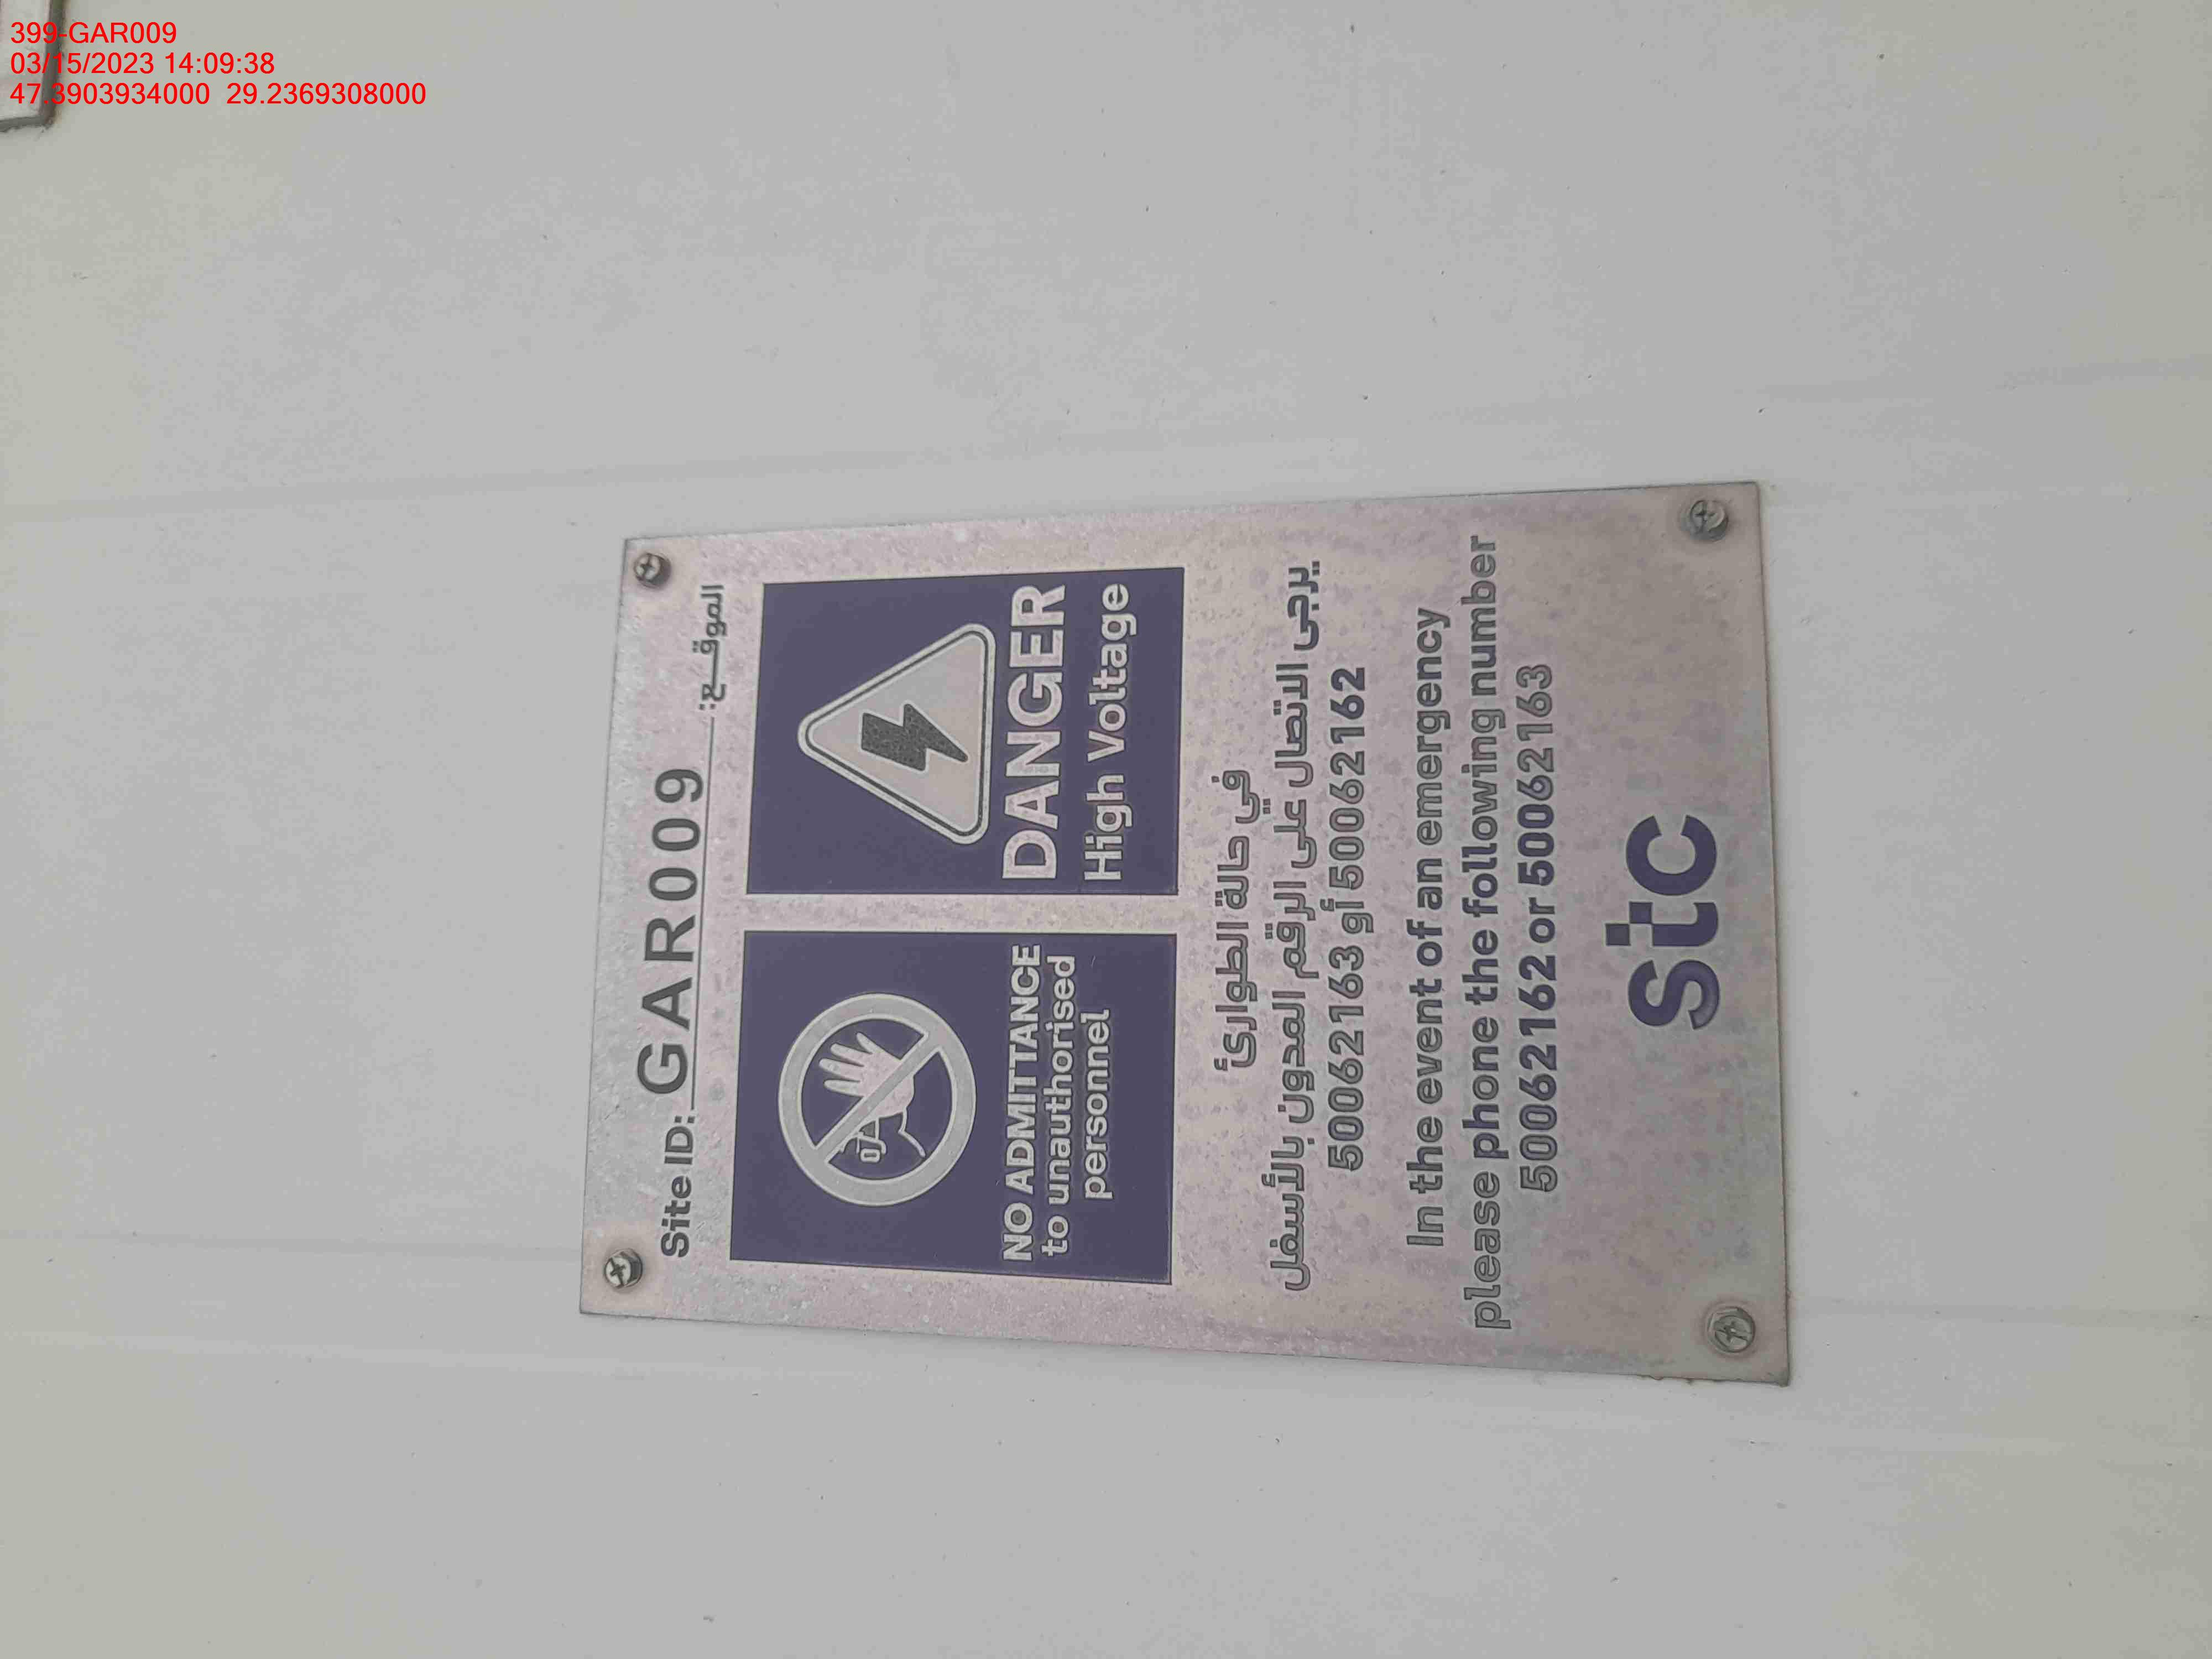 399-GAR009
03/15/2023 14:09:38
47.3903934000 29.2369308000
Site ID: GAR009 الموقـــع:
NO ADMITTANCE
to unauthorised
personnel
DANGER
High Voltage
في حالة الطوارئ
يرجى الاتصال على الرقم المدون بالأسفل
50062163 أو 50062162
In the event of an emergency
please phone the following number
50062162 or 50062163
stc